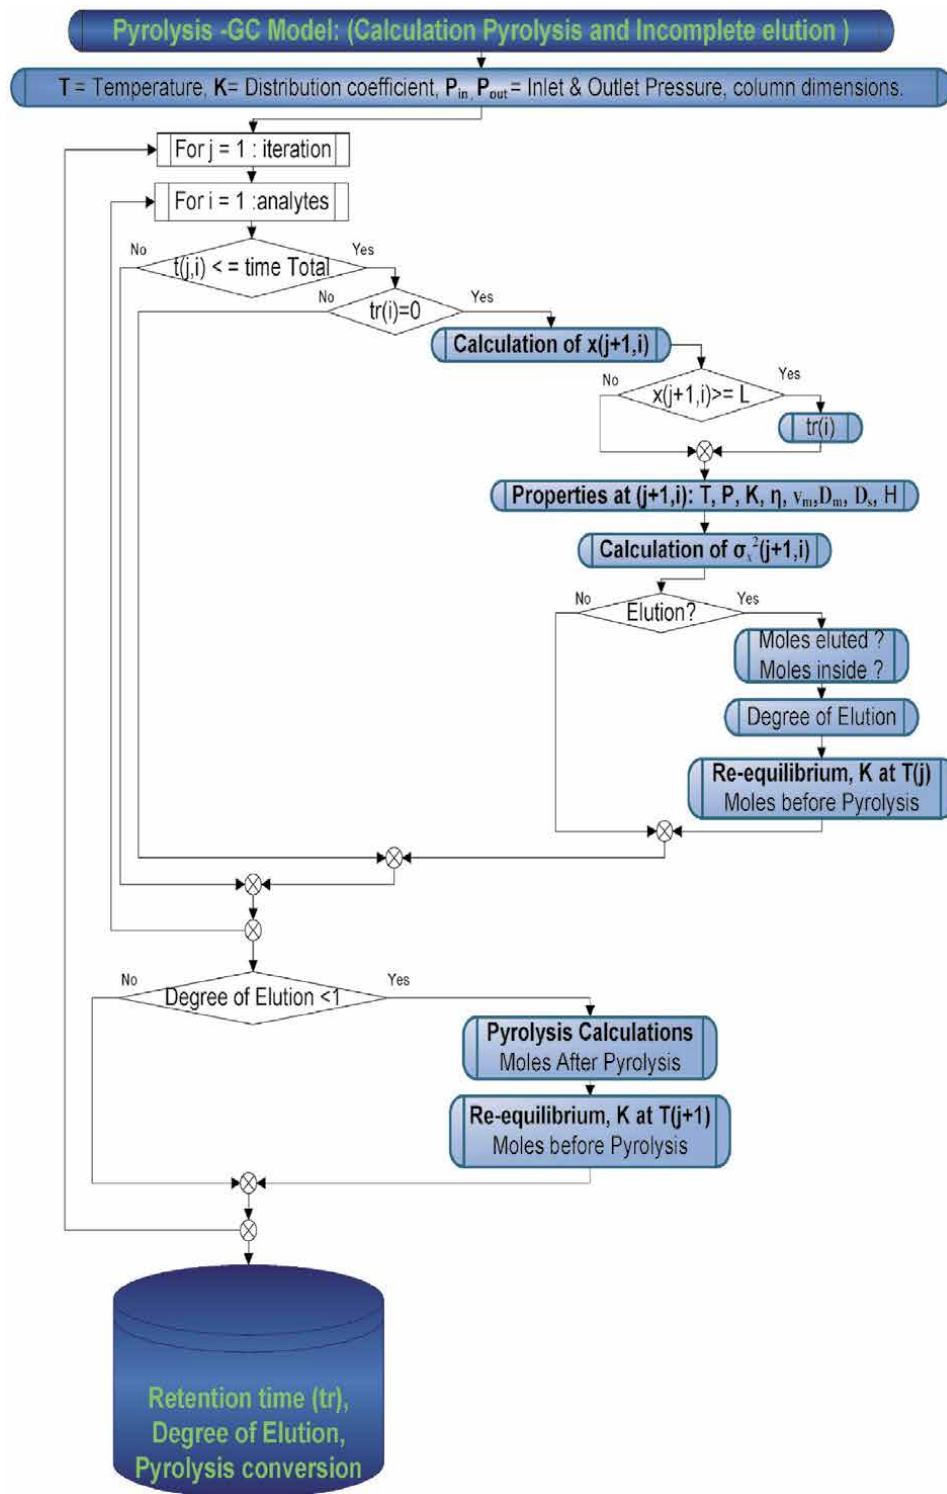 Pyrolysis -GC Model: (Calculation Pyrolysis and Incomplete elution )
T = Temperature, K= Distribution coefficient, Pin, Pout = Inlet & Outlet Pressure, column dimensions.
For j = 1 : iteration
For i = 1 :analytes
No
Yes
t(j,i) < = time Total
No
Yes
tr(i)=0
Calculation of x(j+1,i)
No
Yes
x(j+1,i)>= L
tr(i)
Properties at (j+1,i): T, P, K, η, vm,Dm, Ds, H
Calculation of σx²(j+1,i)
No
Yes
Elution?
Moles eluted ?
Moles inside ?
Degree of Elution
Re-equilibrium, K at T(j)
Moles before Pyrolysis
No
Yes
Degree of Elution <1
Pyrolysis Calculations
Moles After Pyrolysis
Re-equilibrium, K at T(j+1)
Moles before Pyrolysis
Retention time (tr),
Degree of Elution,
Pyrolysis conversion